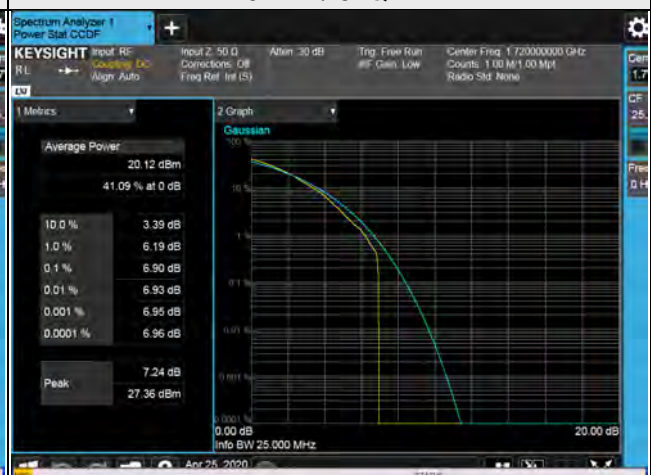 Spectrum Analyzer 1
Power Stat CCDF
+
KEYSIGHT Input: RF Input Z: 50 Ω Atten: 30 dB Trig: Free Run Center Freq: 1.720000000 GHz
RL Coupling: DC Corrections: Off #IF Gain: Low Counts: 1.00 M/1.00 Mpt
Align: Auto Freq Ref: Int (S) Radio Std: None
LXI
1 Metrics
2 Graph
Gaussian
Average Power
20.12 dBm
41.09 % at 0 dB
10.0 % 3.39 dB
1.0 % 6.19 dB
0.1 % 6.90 dB
0.01 % 6.93 dB
0.001 % 6.95 dB
0.0001 % 6.96 dB
Peak 7.24 dB
27.36 dBm
100 %
10 %
1 %
0.1 %
0.01 %
0.001 %
0.0001 %
0.00 dB 20.00 dB
Info BW 25.000 MHz
Apr 25, 2020
CF
25.
0 H